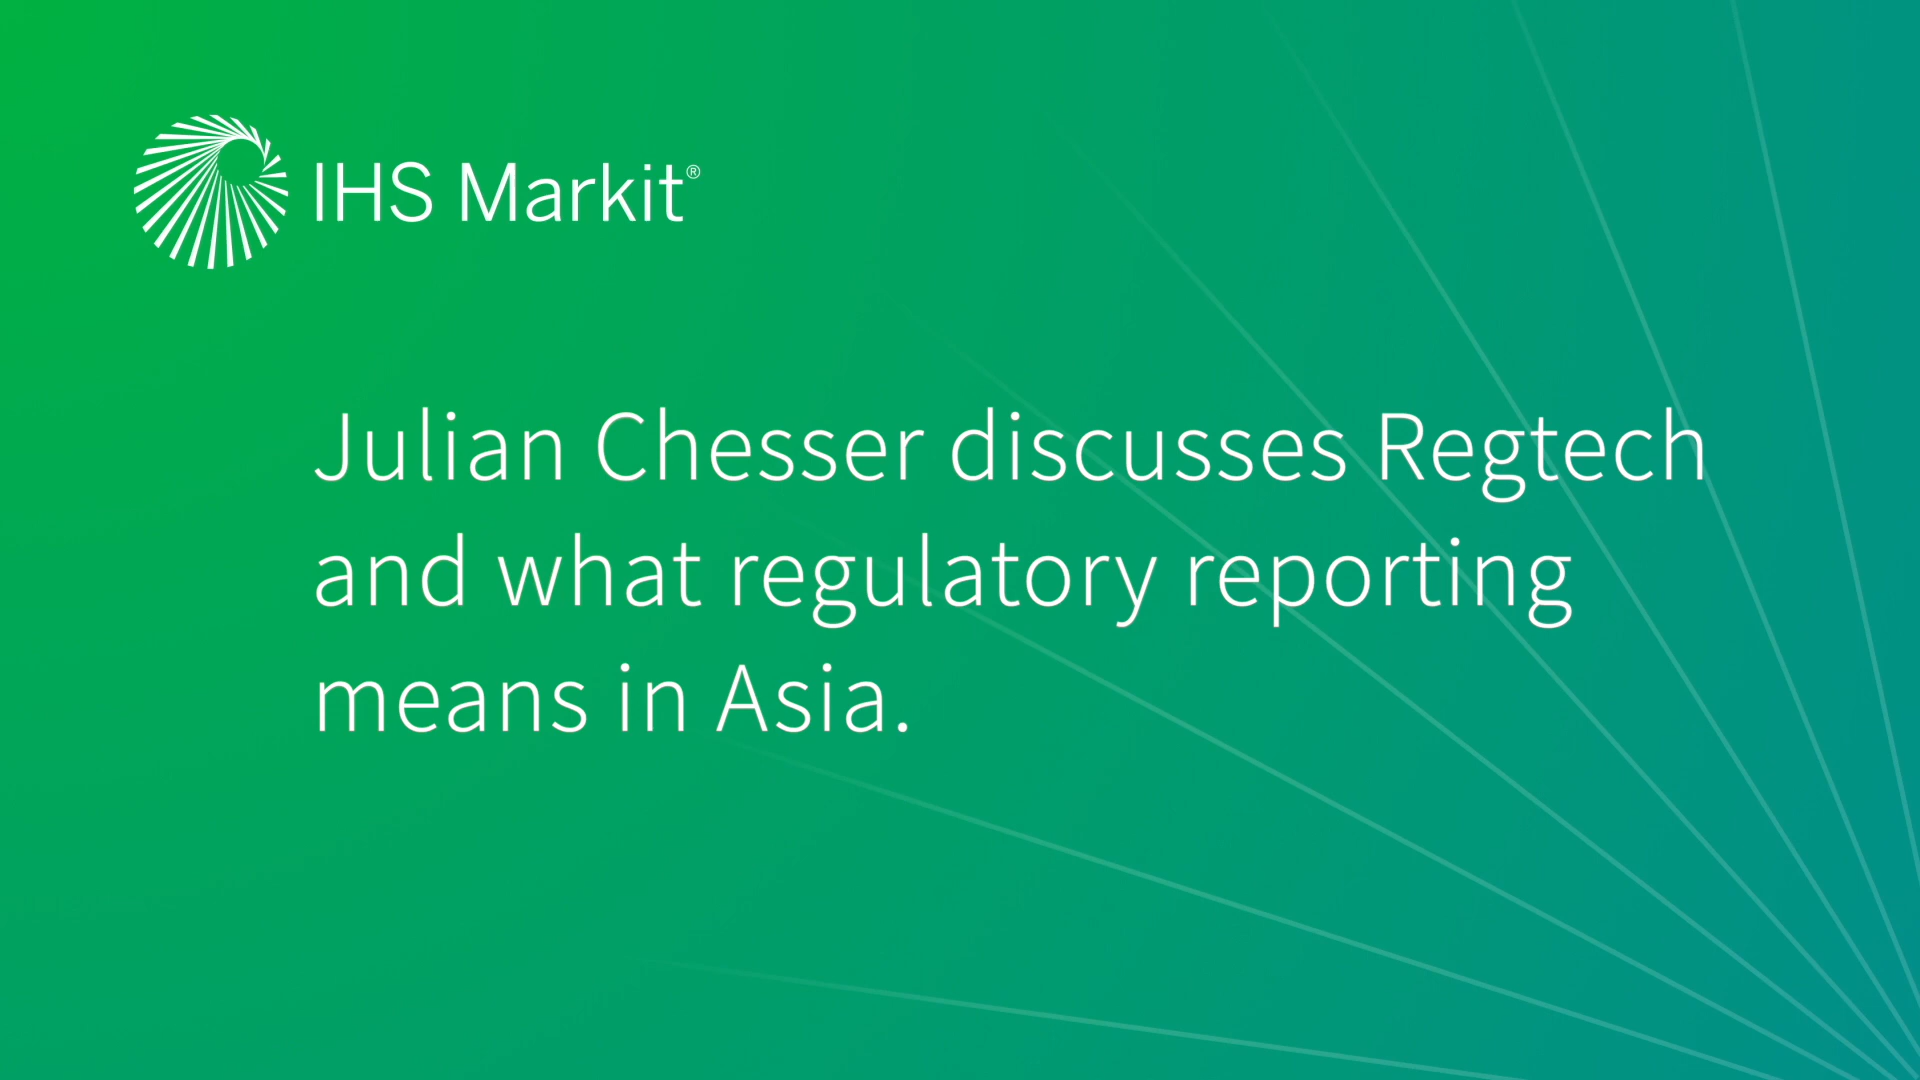 IHS Markit®
Julian Chesser discusses Regtech
and what regulatory reporting
means in Asia.